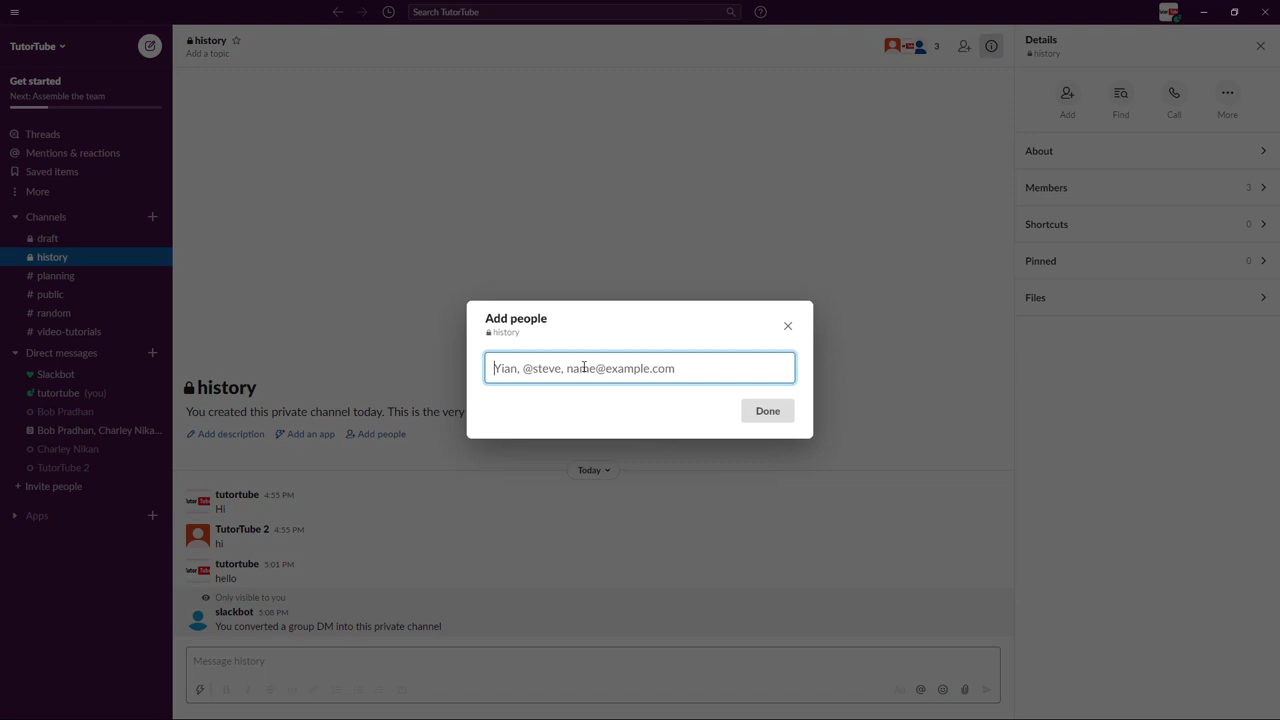 Search TutorTube
TutorTube
Get started
Next: Assemble the team
Threads
Mentions & reactions
Saved items
More
Channels
draft
history
# planning
# public
# random
# video-tutorials
Direct messages
Slackbot
tutortube (you)
Bob Pradhan
3 Bob Pradhan, Charley Nika...
Charley Nikan
TutorTube 2
+ Invite people
Apps
history
Add a topic
3
Details
history
Add
Find
Call
More
About
Members 3
Shortcuts 0
Pinned 0
Files
Add people
history
Yian, @steve, name@example.com
Done
history
You created this private channel today. This is the very
Add description
Add an app
Add people
Today
tutortube 4:55 PM
Hi
TutorTube 2 4:55 PM
hi
tutortube 5:01 PM
hello
Only visible to you
slackbot 5:08 PM
You converted a group DM into this private channel
Message history